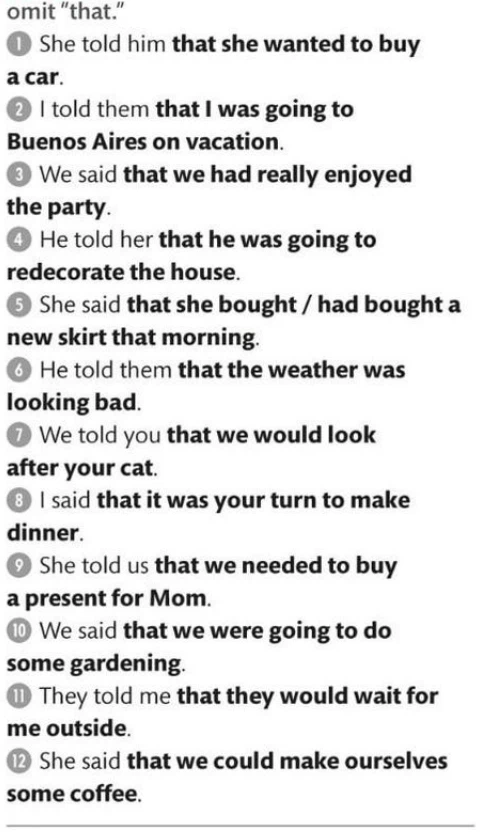 omit "that."
1 She told him that she wanted to buy
a car.
2 I told them that I was going to
Buenos Aires on vacation.
3 We said that we had really enjoyed
the party.
4 He told her that he was going to
redecorate the house.
5 She said that she bought / had bought a
new skirt that morning.
6 He told them that the weather was
looking bad.
7 We told you that we would look
after your cat.
8 I said that it was your turn to make
dinner.
9 She told us that we needed to buy
a present for Mom.
10 We said that we were going to do
some gardening.
11 They told me that they would wait for
me outside.
12 She said that we could make ourselves
some coffee.